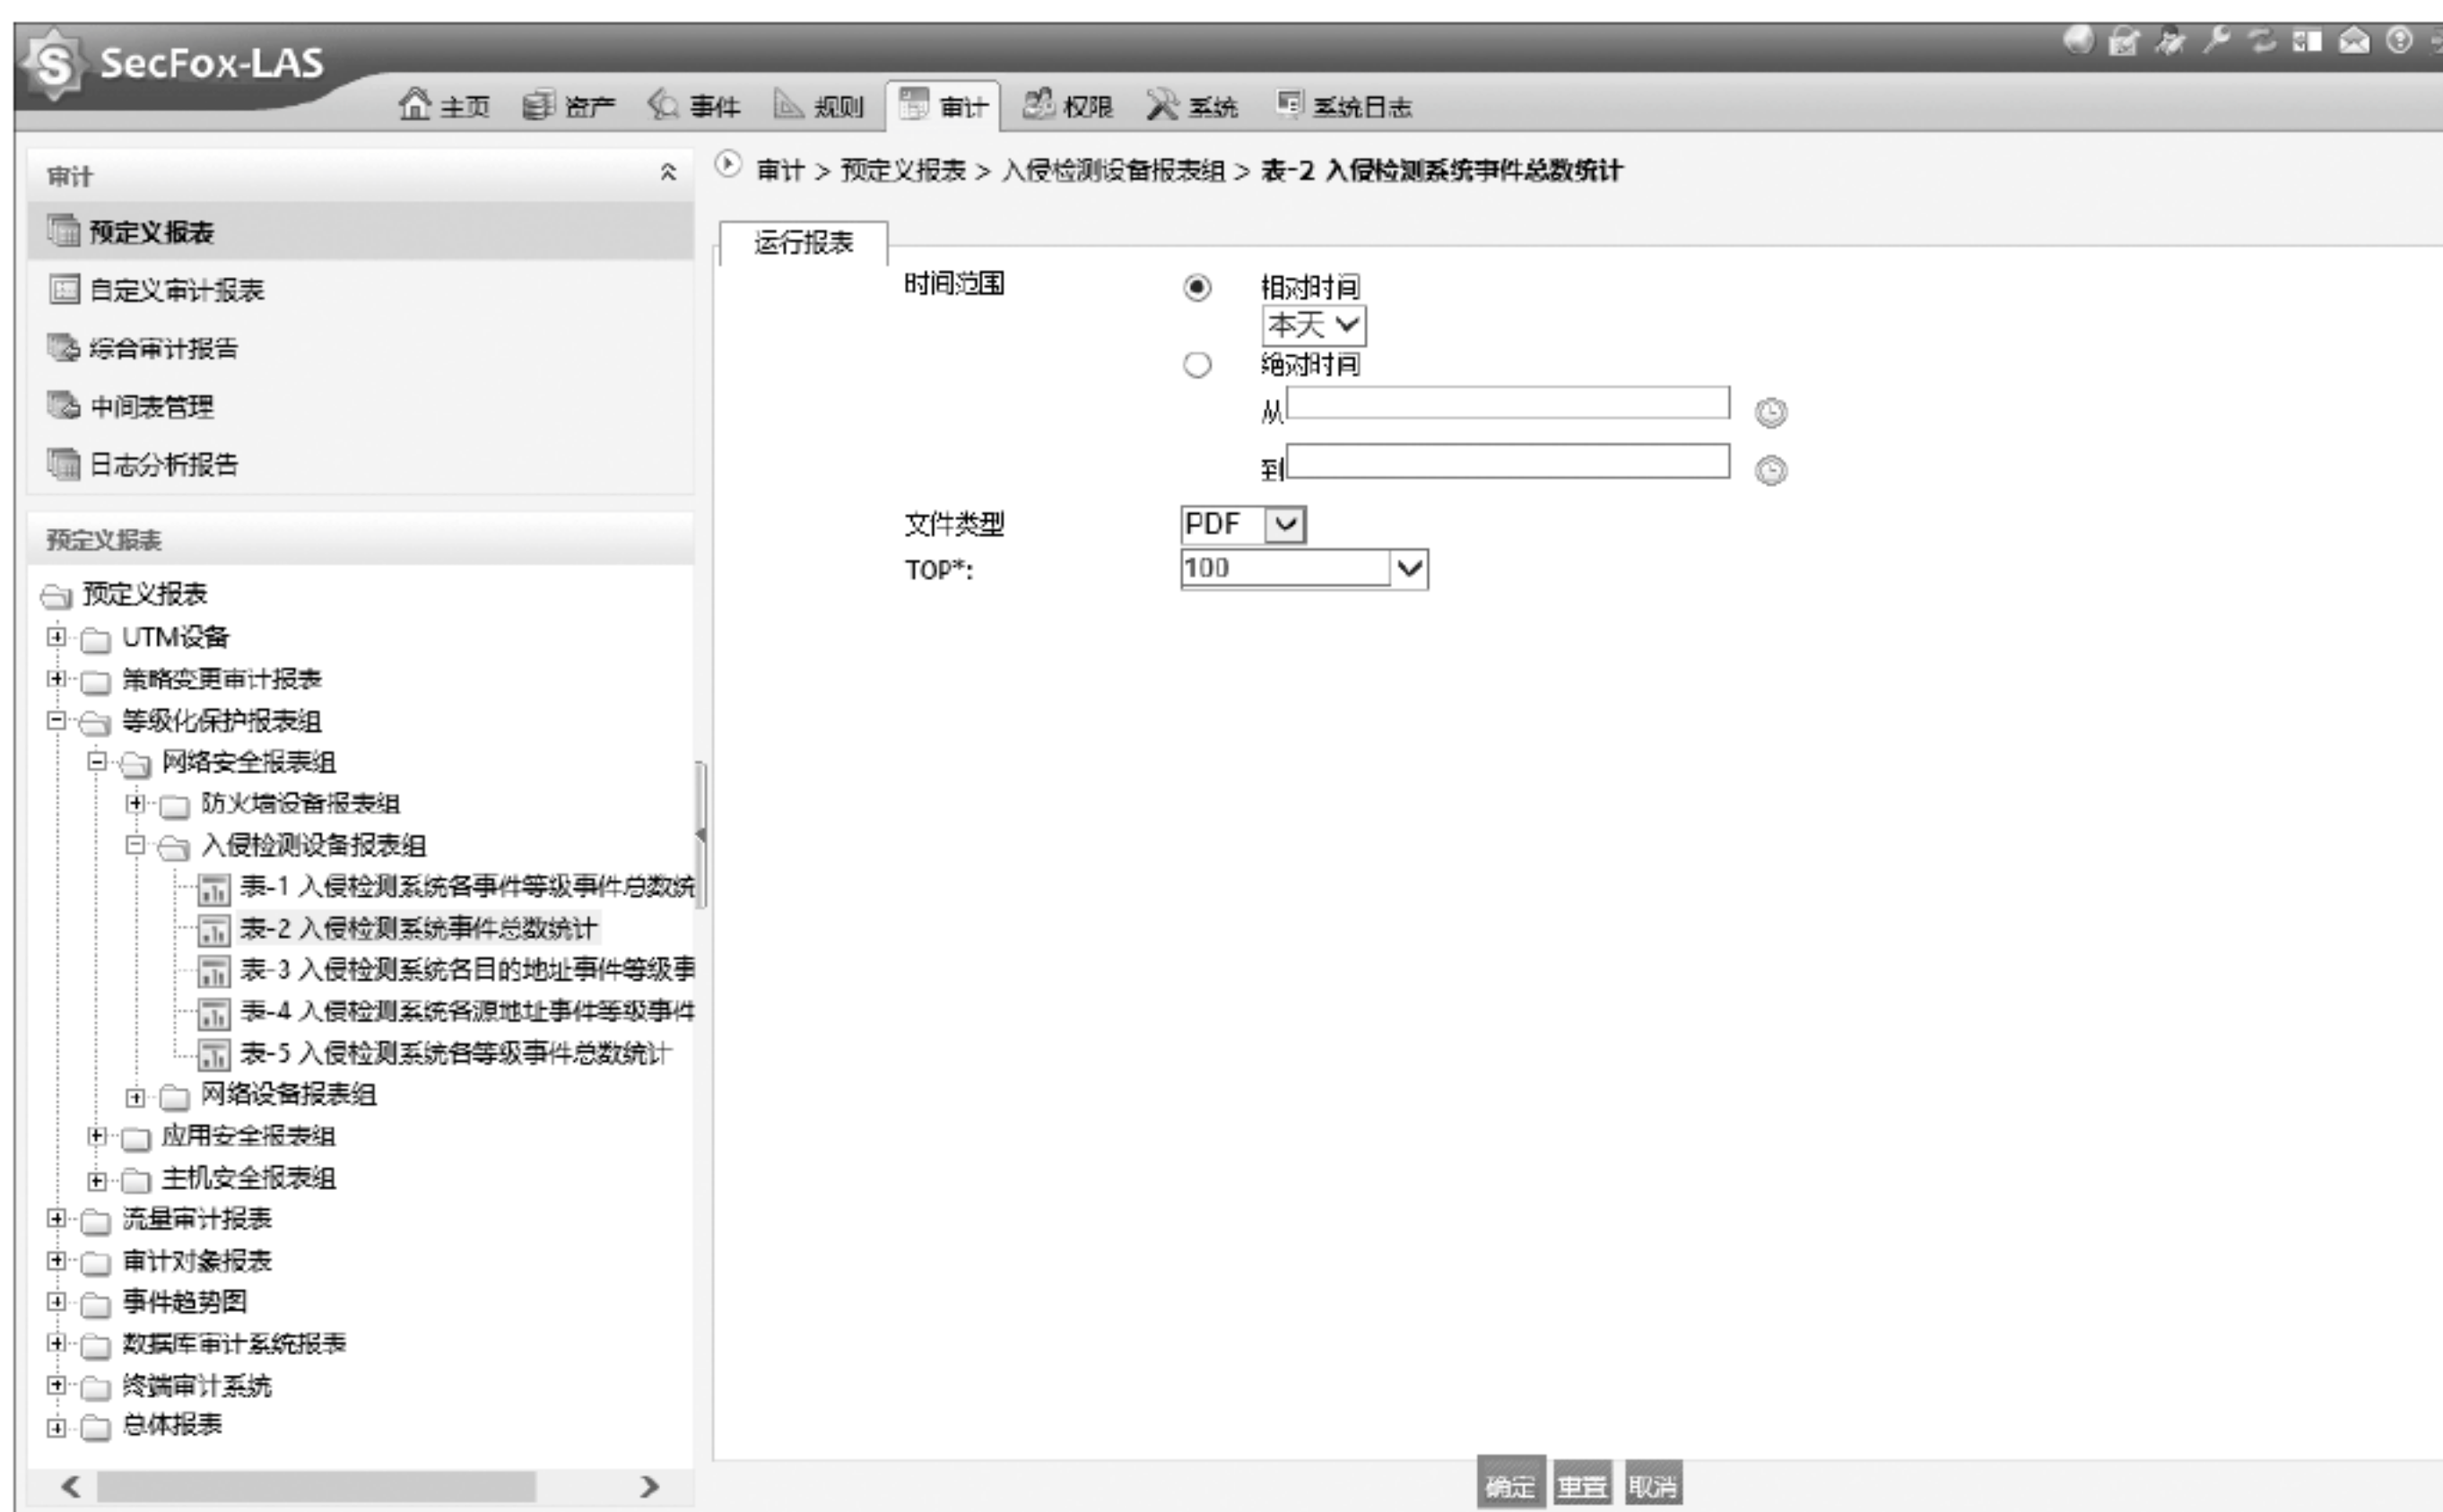 SecFox-LAS
主页 资产 事件 规则 审计 权限 系统 系统日志
审计
预定义报表
自定义审计报表
综合审计报告
中间表管理
日志分析报告
预定义报表
预定义报表
UTM设备
策略变更审计报表
等级化保护报表组
网络安全报表组
防火墙设备报表组
入侵检测设备报表组
表-1 入侵检测系统各事件等级事件总数统
表-2 入侵检测系统事件总数统计
表-3 入侵检测系统各目的地址事件等级事
表-4 入侵检测系统各源地址事件等级事件
表-5 入侵检测系统各等级事件总数统计
网络设备报表组
应用安全报表组
主机安全报表组
流量审计报表
审计对象报表
事件趋势图
数据库审计系统报表
终端审计系统
总体报表
审计 > 预定义报表 > 入侵检测设备报表组 > 表-2 入侵检测系统事件总数统计
运行报表
时间范围 相对时间
本天
绝对时间
从
到
文件类型 PDF
TOP*: 100
确定 重置 取消